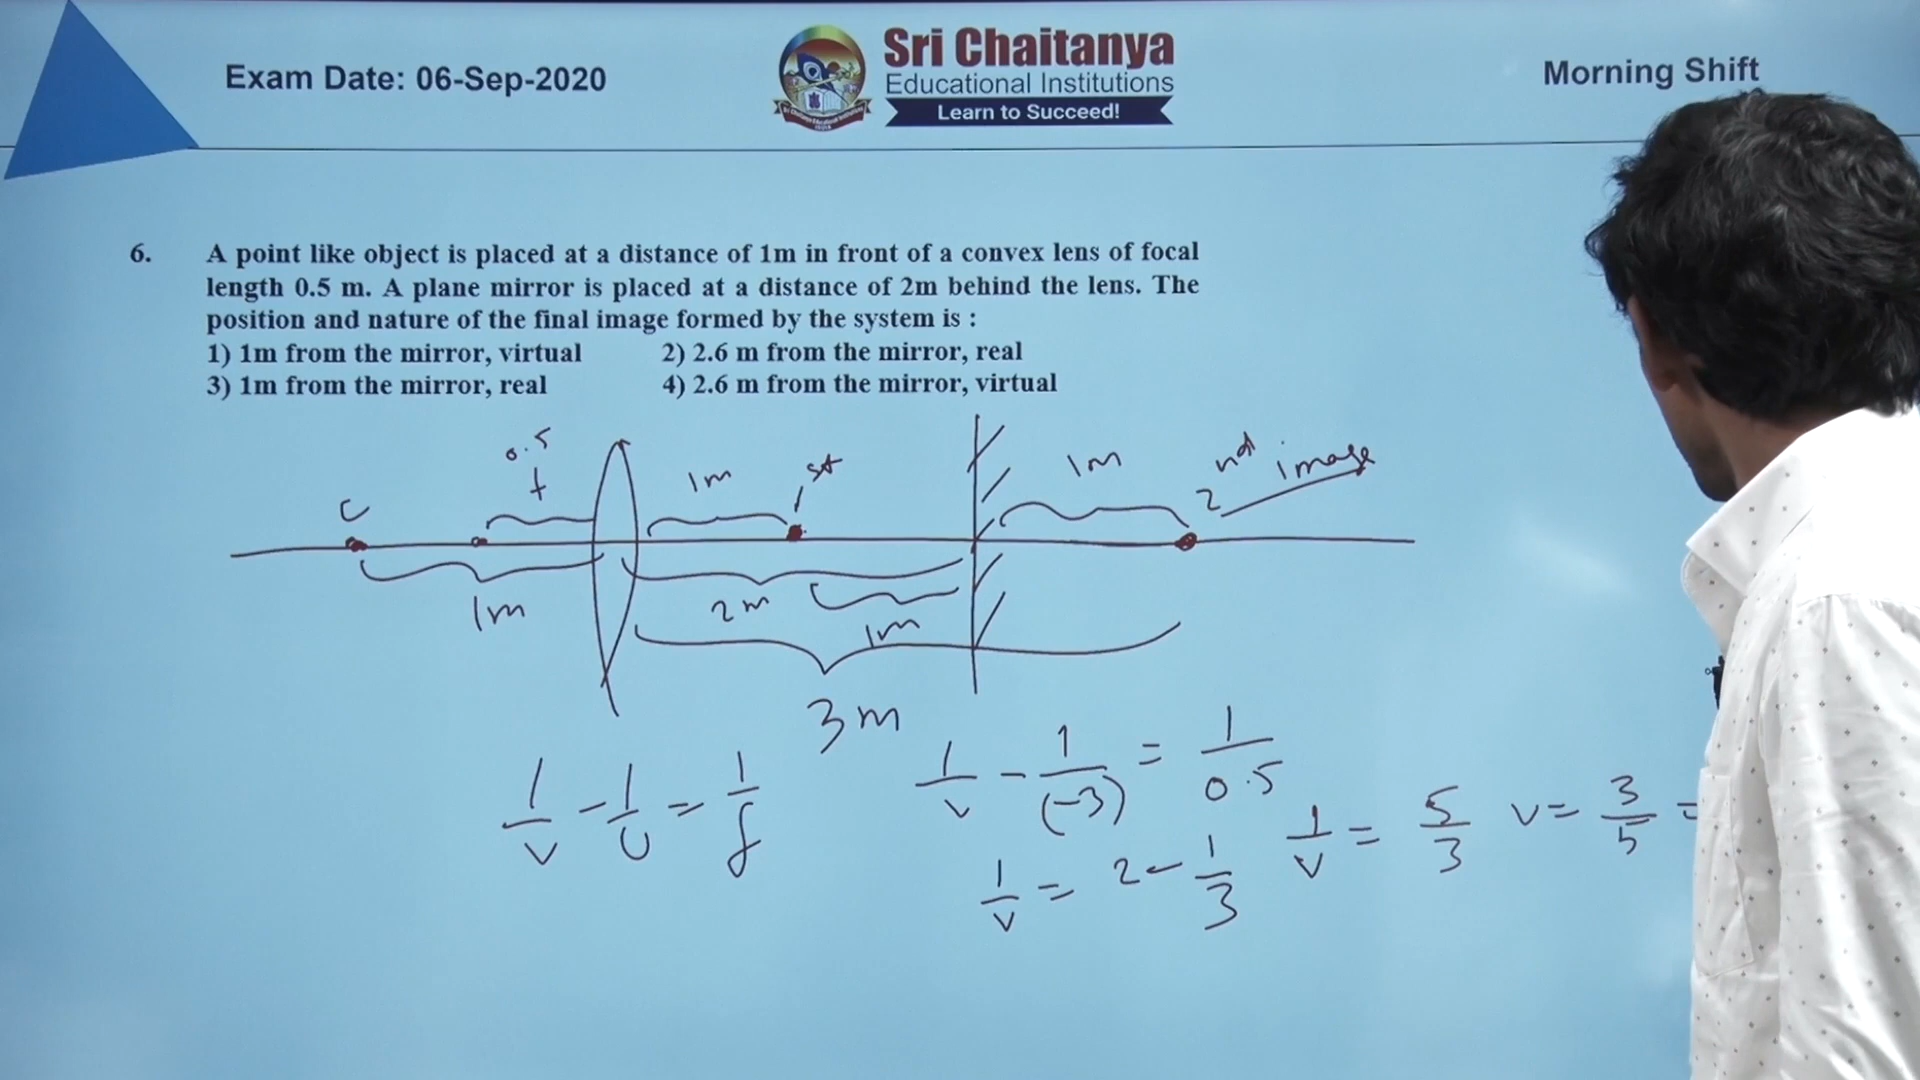 Exam Date: 06-Sep-2020
Sri Chaitanya
Educational Institutions
Learn to Succeed!
Morning Shift
6. A point like object is placed at a distance of 1m in front of a convex lens of focal
length 0.5 m. A plane mirror is placed at a distance of 2m behind the lens. The
position and nature of the final image formed by the system is :
1) 1m from the mirror, virtual 2) 2.6 m from the mirror, real
3) 1m from the mirror, real 4) 2.6 m from the mirror, virtual
0.5
f
C
1m
1st
1m
2nd image
1m
2m
1m
3m
1/v - 1/u = 1/f
1/v - 1/(-3) = 1/0.5
1/v = 2 - 1/3
1/v = 5/3 v = 3/5 =